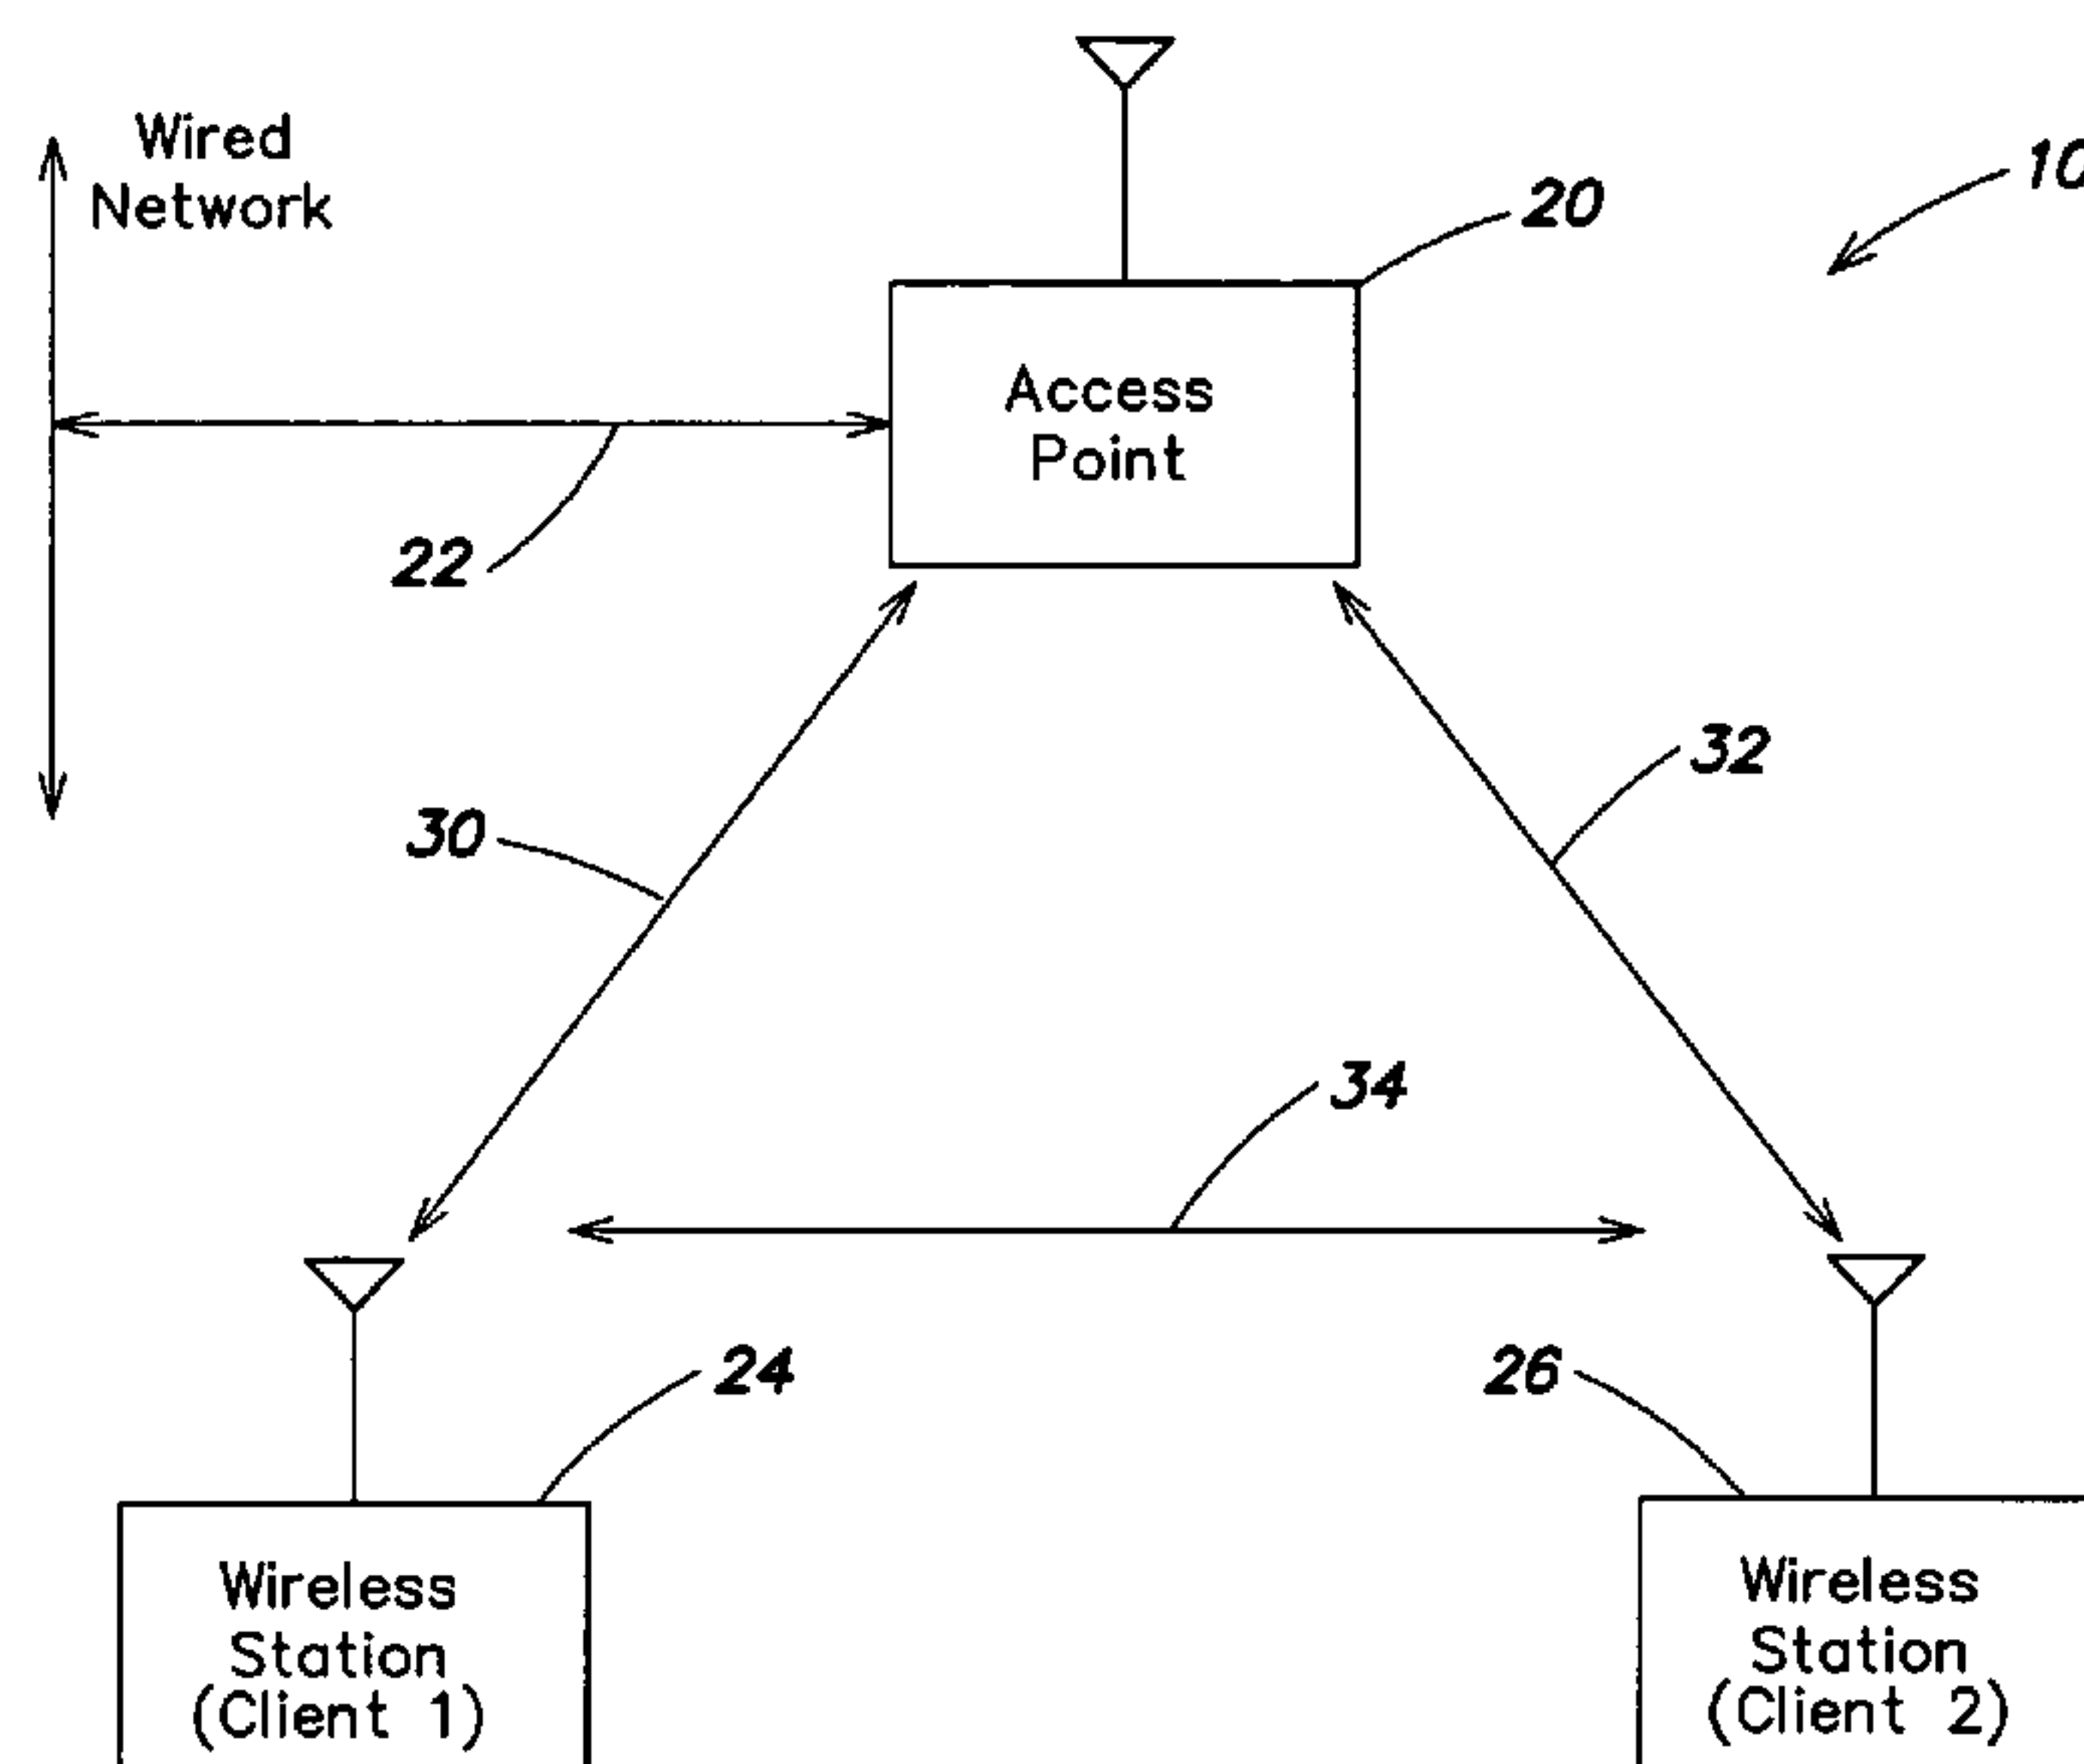 Wired
Network
20
10
Access
Point
22
32
30
34
24
26
Wireless
Station
(Client 1)
Wireless
Station
(Client 2)